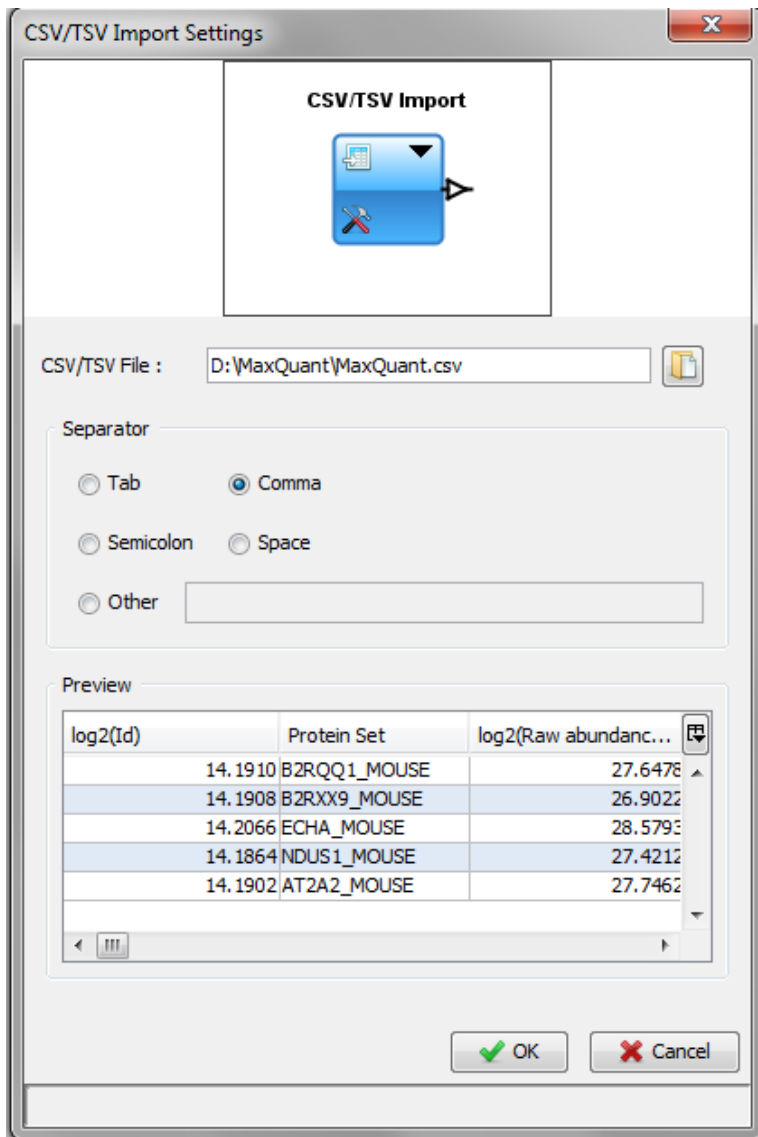 CSV/TSV Import Settings
CSV/TSV Import
CSV/TSV File : D:\MaxQuant\MaxQuant.csv
Separator
Tab Comma
Semicolon Space
Other
Preview
log2(Id) Protein Set log2(Raw abundanc...
14.1910 B2RQQ1_MOUSE 27.6478
14.1908 B2RXX9_MOUSE 26.9022
14.2066 ECHA_MOUSE 28.5793
14.1864 NDUS1_MOUSE 27.4212
14.1902 AT2A2_MOUSE 27.7462
OK Cancel